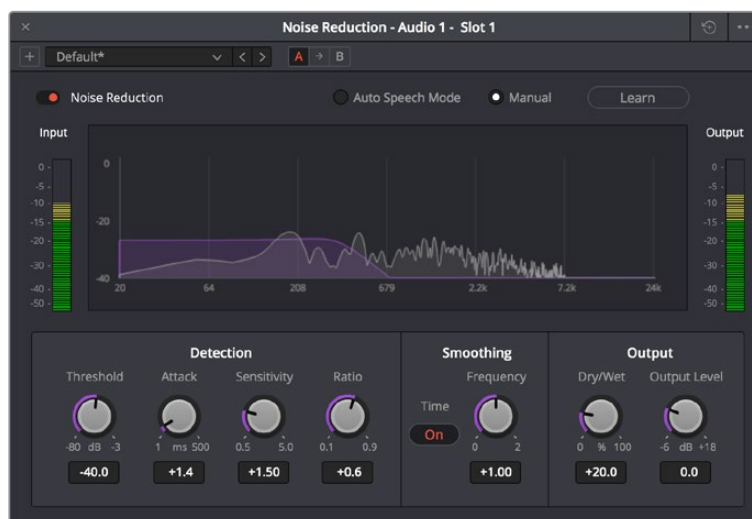 Noise Reduction - Audio 1 - Slot 1
Default*
A B
Noise Reduction
Auto Speech Mode
Manual
Learn
Input
Output
0
-5
-10
-15
-20
-30
-40
-50
0
-20
-40
20 64 208 679 2.2k 7.2k 24k
0
-5
-10
-15
-20
-30
-40
-50
Detection
Threshold Attack Sensitivity Ratio
-80 dB -3 1 ms 500 0.5 5.0 0.1 0.9
-40.0 +1.4 +1.50 +0.6
Smoothing
Frequency
Time
On
0 2
+1.00
Output
Dry/Wet Output Level
0 % 100 -6 dB +18
+20.0 0.0